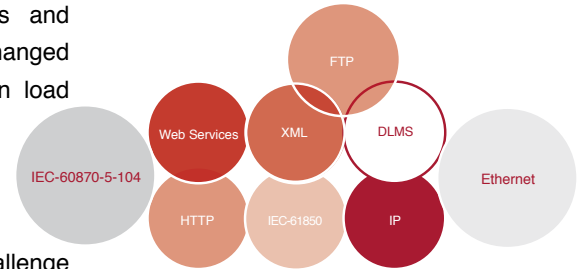 s and
hanged
n load
allenge
FTP
Web Services
XML
DLMS
IEC-60870-5-104
Ethernet
HTTP
IEC-61850
IP